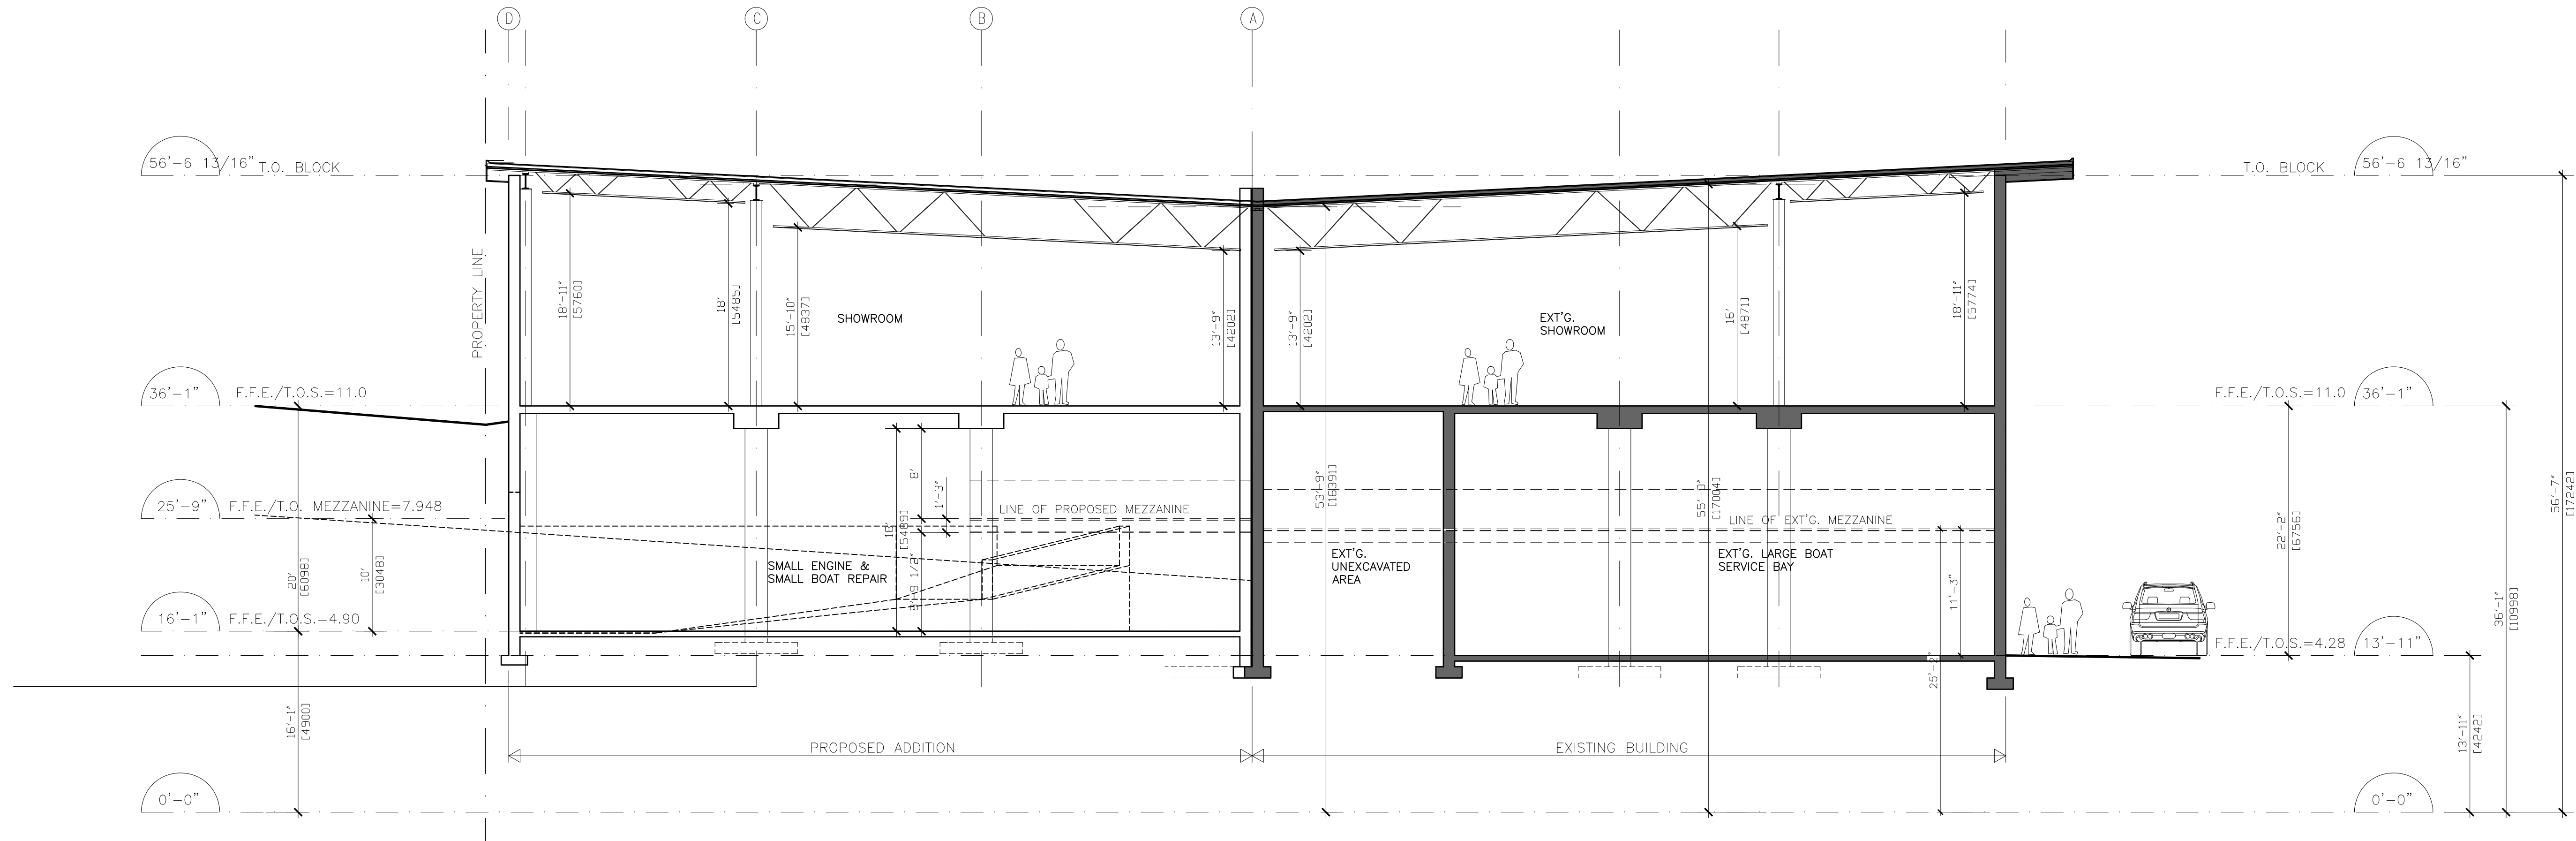 D
C
B
A
56'-6 13/16"
T.O. BLOCK
T.O. BLOCK
56'-6 13/16"
PROPERTY LINE
18'-11"
[5760]
18'
[5485]
15'-10"
[4837]
SHOWROOM
13'-9"
[4202]
13'-9"
[4202]
EXT'G.
SHOWROOM
16'
[4871]
18'-11"
[5774]
36'-1"
F.F.E./T.O.S.=11.0
F.F.E./T.O.S.=11.0
36'-1"
25'-9"
F.F.E./T.O. MEZZANINE=7.948
20'
[6098]
10'
[3048]
18'
[5489]
8'
1'-3"
8'-9 1/2"
LINE OF PROPOSED MEZZANINE
SMALL ENGINE &
SMALL BOAT REPAIR
53'-9"
[16391]
55'-9"
[17004]
LINE OF EXT'G. MEZZANINE
EXT'G.
UNEXCAVATED
AREA
EXT'G. LARGE BOAT
SERVICE BAY
11'-3"
25'-2"
22'-2"
[6756]
36'-1"
[10998]
56'-7"
[17242]
16'-1"
F.F.E./T.O.S.=4.90
F.F.E./T.O.S.=4.28
13'-11"
16'-1"
[4900]
13'-11"
[4242]
PROPOSED ADDITION
EXISTING BUILDING
0'-0"
0'-0"